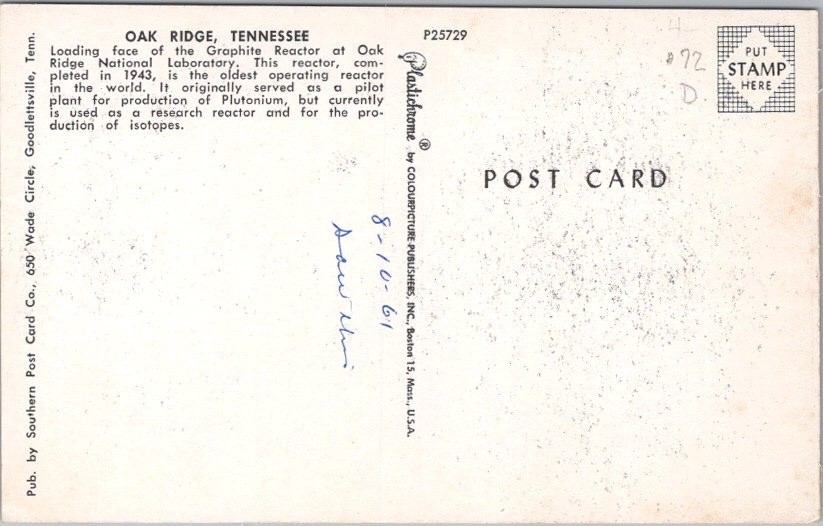 OAK RIDGE, TENNESSEE
Loading face of the Graphite Reactor at Oak
Ridge National Laboratory. This reactor, com-
pleted in 1943, is the oldest operating reactor
in the world. It originally served as a pilot
plant for production of Plutonium, but currently
is used as a research reactor and for the pro-
duction of isotopes.
Pub. by Southern Post Card Co., 650 Wade Circle, Goodlettsville, Tenn.
P25729
Plastichrome ® by COLOURPICTURE PUBLISHERS, INC., Boston 15, Mass., U.S.A.
8-10-61
Saw this
POST CARD
PUT
STAMP
HERE
72
D.